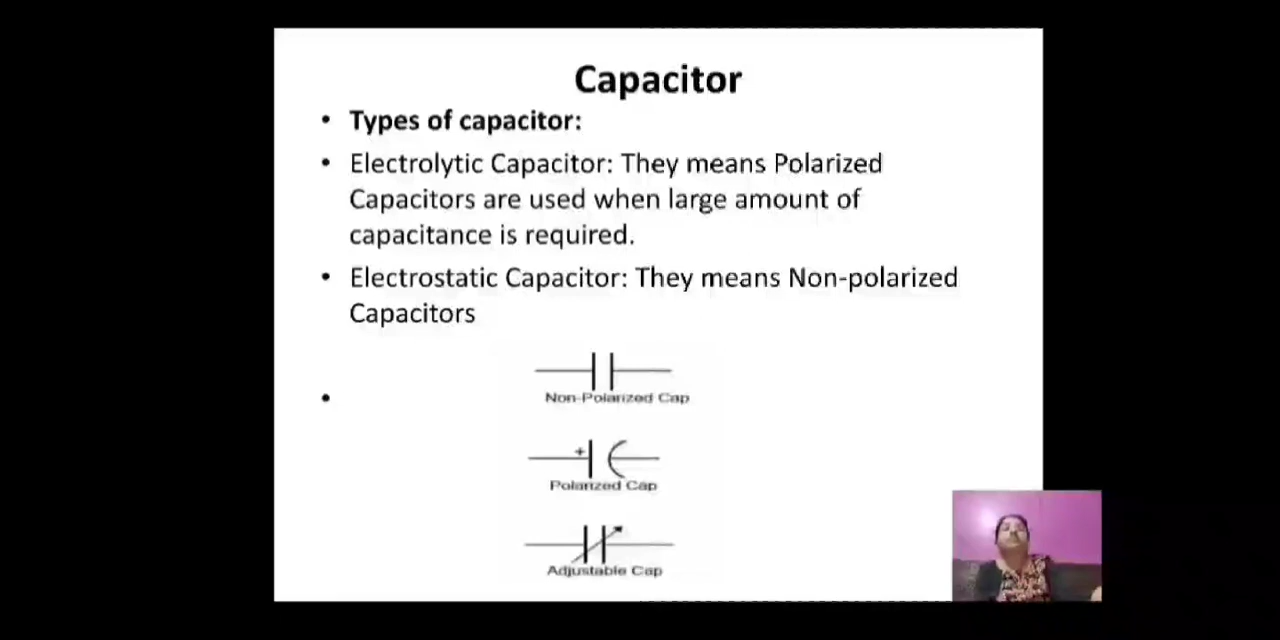 Capacitor
• Types of capacitor:
• Electrolytic Capacitor: They means Polarized
Capacitors are used when large amount of
capacitance is required.
• Electrostatic Capacitor: They means Non-polarized
Capacitors
•
Non-Polarized Cap
+
Polarized Cap
Adjustable Cap